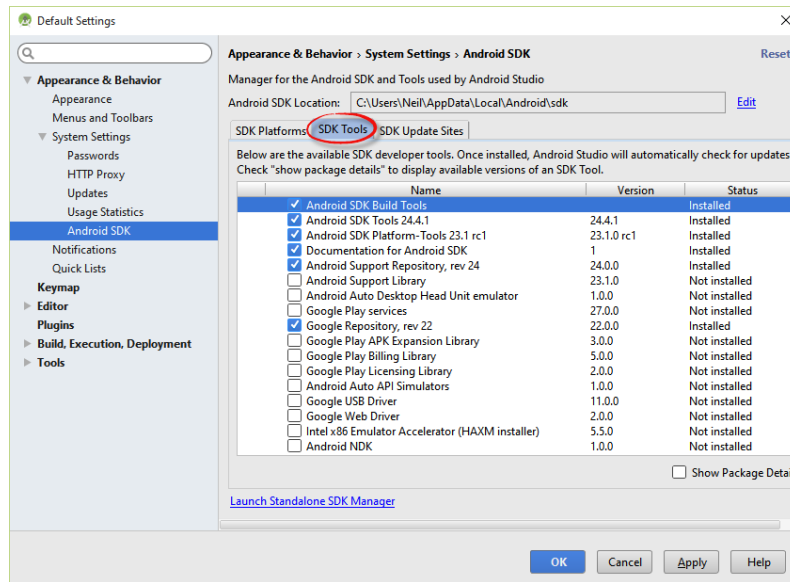 Default Settings
Appearance & Behavior › System Settings › Android SDK
Reset
Manager for the Android SDK and Tools used by Android Studio
Android SDK Location: C:\Users\Neil\AppData\Local\Android\sdk Edit
Appearance & Behavior
Appearance
Menus and Toolbars
System Settings
Passwords
HTTP Proxy
Updates
Usage Statistics
Android SDK
Notifications
Quick Lists
Keymap
Editor
Plugins
Build, Execution, Deployment
Tools
SDK Platforms SDK Tools SDK Update Sites
Below are the available SDK developer tools. Once installed, Android Studio will automatically check for updates
Check "show package details" to display available versions of an SDK Tool.
Name Version Status
Android SDK Build Tools Installed
Android SDK Tools 24.4.1 24.4.1 Installed
Android SDK Platform-Tools 23.1 rc1 23.1.0 rc1 Installed
Documentation for Android SDK 1 Installed
Android Support Repository, rev 24 24.0.0 Installed
Android Support Library 23.1.0 Not installed
Android Auto Desktop Head Unit emulator 1.0.0 Not installed
Google Play services 27.0.0 Not installed
Google Repository, rev 22 22.0.0 Installed
Google Play APK Expansion Library 3.0.0 Not installed
Google Play Billing Library 5.0.0 Not installed
Google Play Licensing Library 2.0.0 Not installed
Android Auto API Simulators 1.0.0 Not installed
Google USB Driver 11.0.0 Not installed
Google Web Driver 2.0.0 Not installed
Intel x86 Emulator Accelerator (HAXM installer) 5.5.0 Not installed
Android NDK 1.0.0 Not installed
Show Package Detai
Launch Standalone SDK Manager
OK Cancel Apply Help